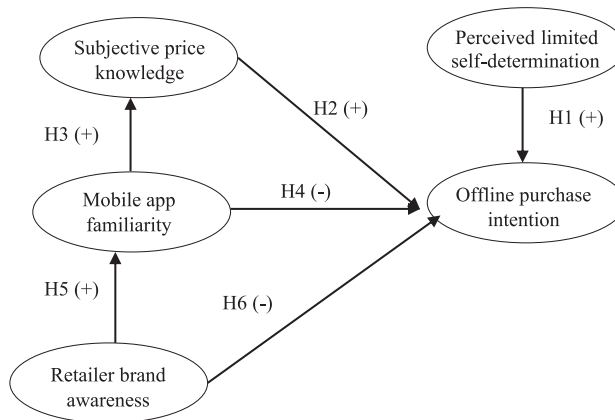 Subjective price
knowledge
Perceived limited
self-determination
H3 (+)
H2 (+)
H1 (+)
Mobile app
familiarity
H4 (-)
Offline purchase
intention
H5 (+)
H6 (-)
Retailer brand
awareness